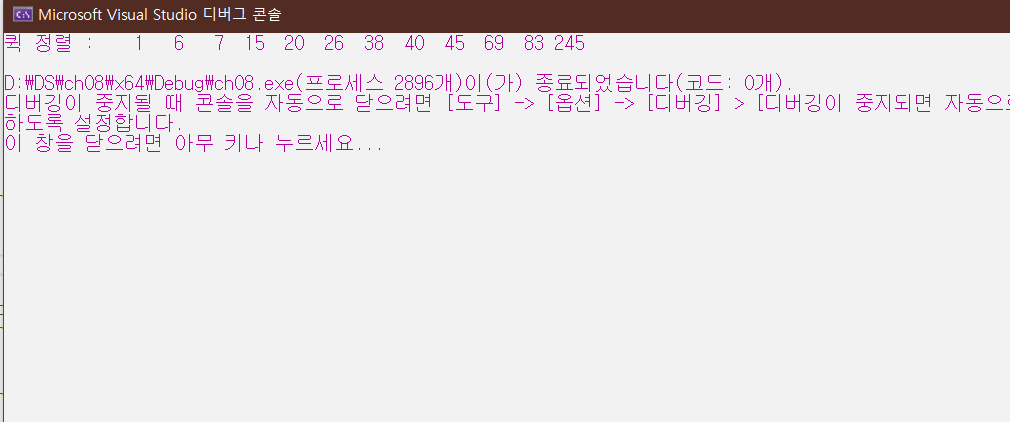 Microsoft Visual Studio 디버그 콘솔
퀵 정렬 :    1   6   7  15  20  26  38  40  45  69  83 245
D:\DS\ch08\x64\Debug\ch08.exe(프로세스 2896개)이(가) 종료되었습니다(코드: 0개).
디버깅이 중지될 때 콘솔을 자동으로 닫으려면 [도구] -> [옵션] -> [디버깅] > [디버깅이 중지되면 자동으로
하도록 설정합니다.
이 창을 닫으려면 아무 키나 누르세요...